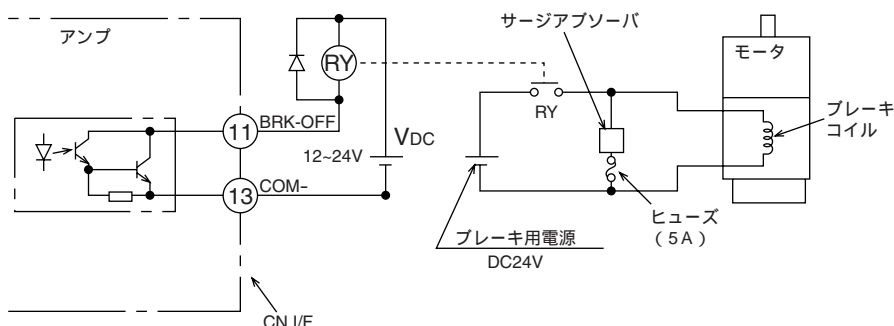 アンプ
RY
サージアブソーバ
モータ
11
BRK-OFF
VDC
12~24V
RY
ブレーキ
コイル
13
COM-
ヒューズ
(5A)
ブレーキ用電源
DC24V
CN I/F